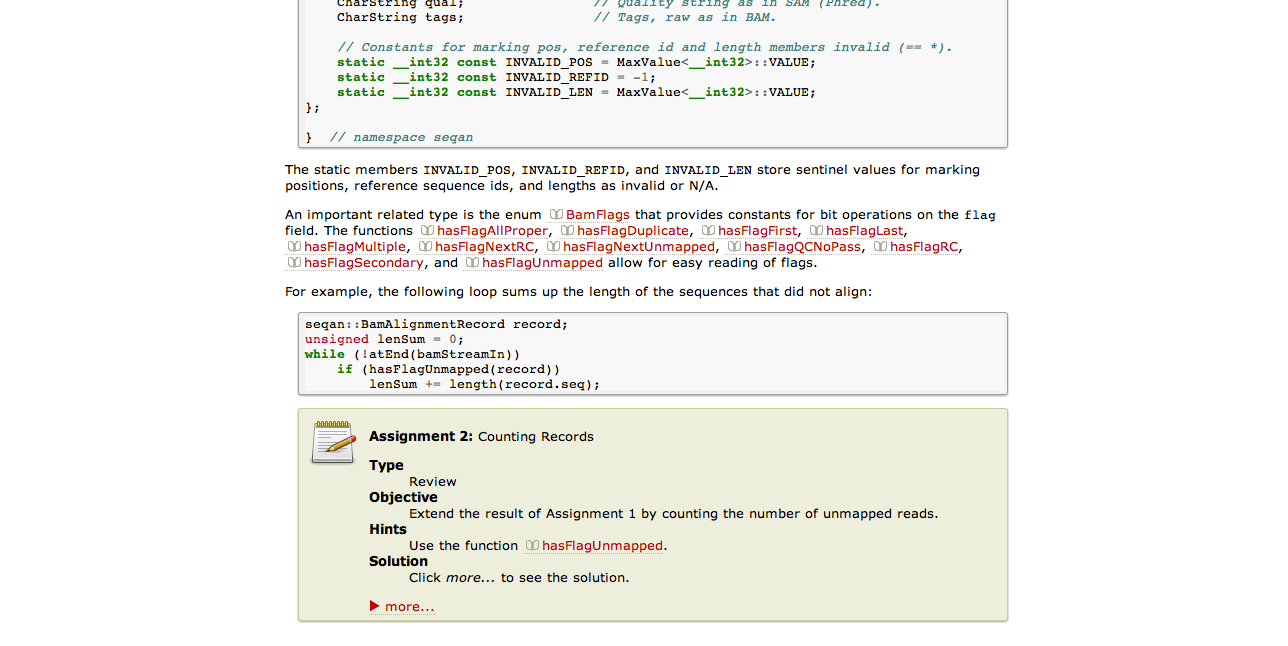 CharString qual;                // Quality string as in SAM (Phred).
CharString tags;                // Tags, raw as in BAM.
// Constants for marking pos, reference id and length members invalid (== *).
static __int32 const INVALID_POS = MaxValue<__int32>::VALUE;
static __int32 const INVALID_REFID = -1;
static __int32 const INVALID_LEN = MaxValue<__int32>::VALUE;
};
}  // namespace seqan
The static members INVALID_POS, INVALID_REFID, and INVALID_LEN store sentinel values for marking
positions, reference sequence ids, and lengths as invalid or N/A.
An important related type is the enum BamFlags that provides constants for bit operations on the flag
field. The functions hasFlagAllProper, hasFlagDuplicate, hasFlagFirst, hasFlagLast,
hasFlagMultiple, hasFlagNextRC, hasFlagNextUnmapped, hasFlagQCNoPass, hasFlagRC,
hasFlagSecondary, and hasFlagUnmapped allow for easy reading of flags.
For example, the following loop sums up the length of the sequences that did not align:
seqan::BamAlignmentRecord record;
unsigned lenSum = 0;
while (!atEnd(bamStreamIn))
    if (hasFlagUnmapped(record))
        lenSum += length(record.seq);
Assignment 2: Counting Records
Type
Review
Objective
Extend the result of Assignment 1 by counting the number of unmapped reads.
Hints
Use the function hasFlagUnmapped.
Solution
Click more... to see the solution.
more...